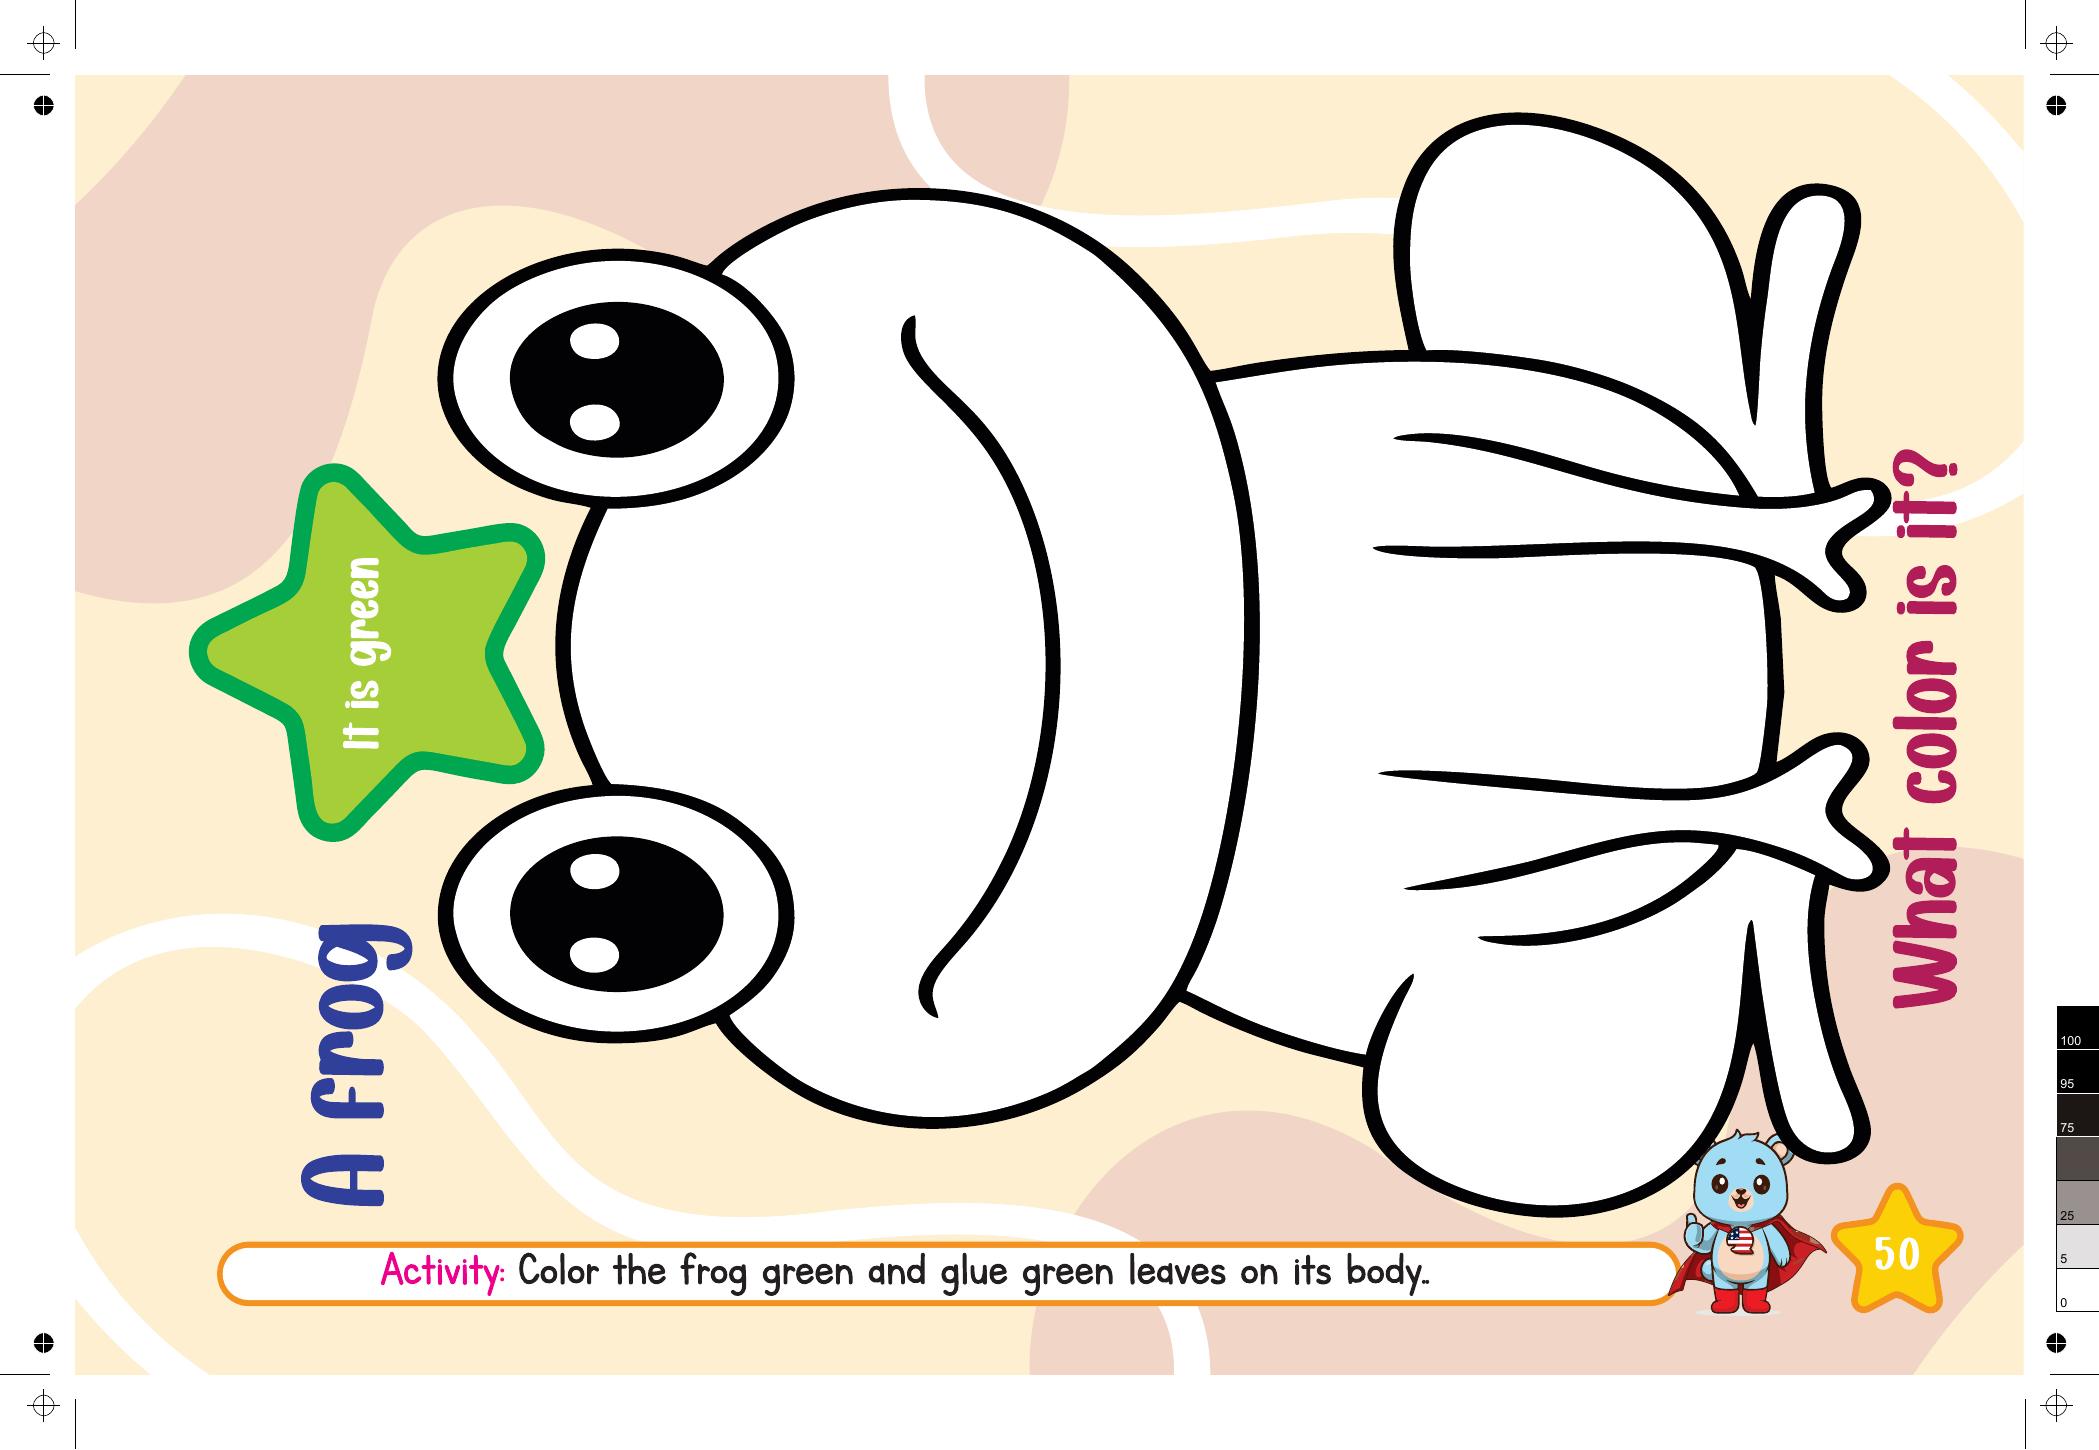 A frog
It is green
What color is it?
Activity: Color the frog green and glue green leaves on its body..
50
100
95
75
25
5
0